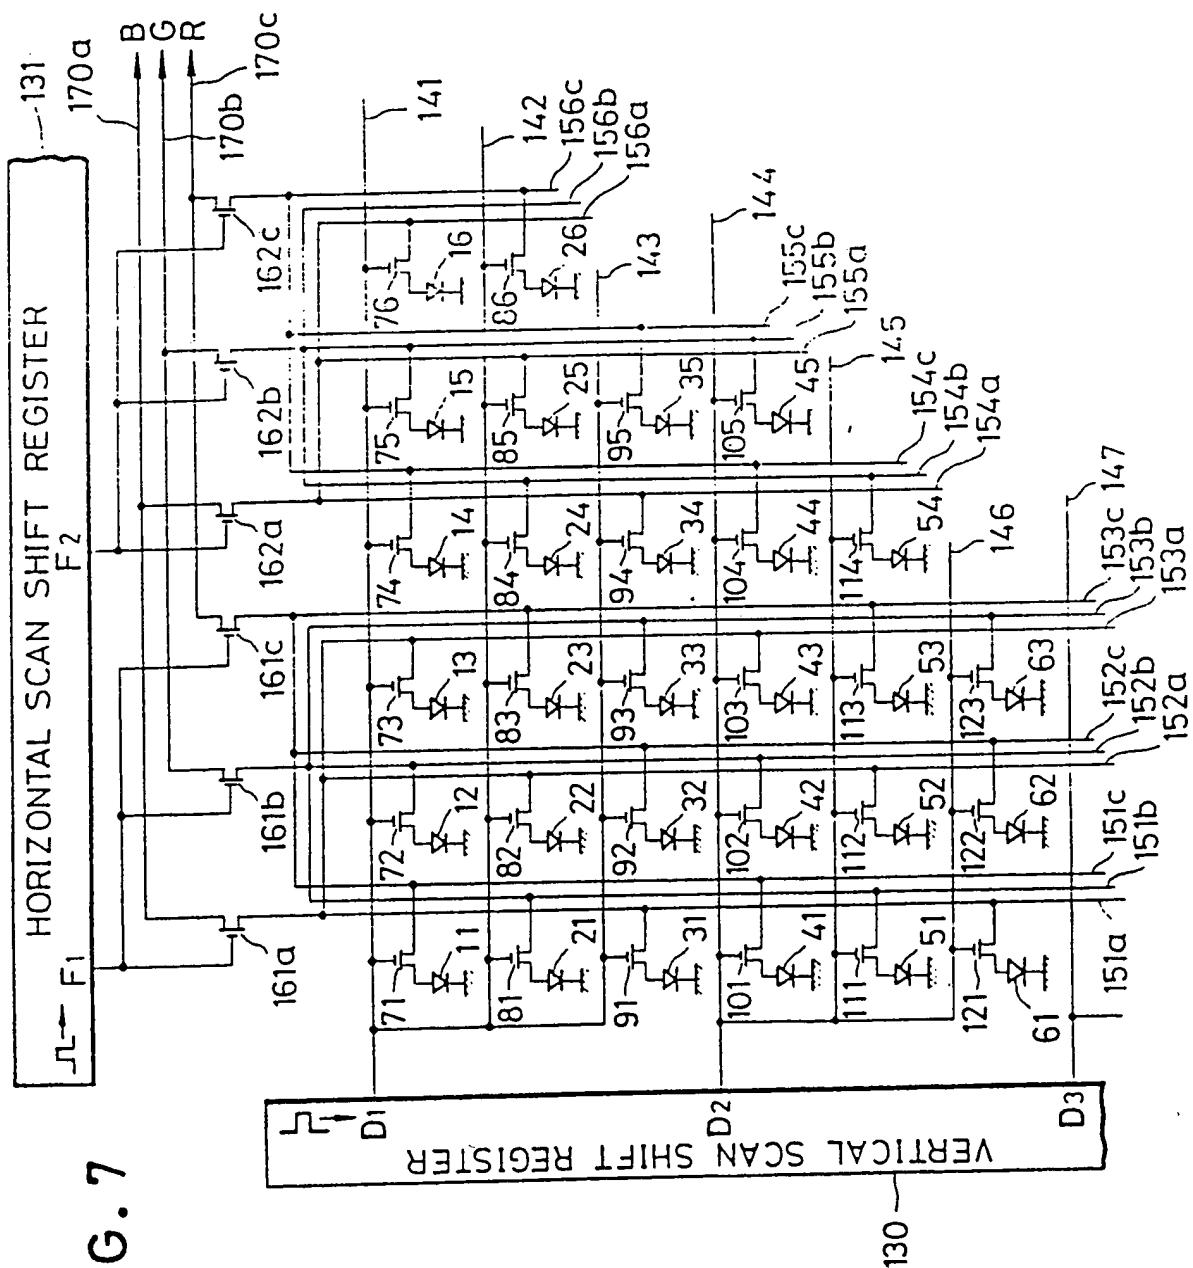 G. 7
HORIZONTAL SCAN SHIFT REGISTER
131
F1
F2
170a
B
G
R
170b
170c
161a
161b
161c
162a
162b
162c
141
142
156c
156b
156a
143
144
155c
155b
155a
145
154c
154b
154a
146
147
153c
153b
153a
152c
152b
152a
151c
151b
151a
71 11
72 12
73 13
74 14
75 15
76 16
81 21
82 22
83 23
84 24
85 25
86 26
91 31
92 32
93 33
94 34
95 35
101 41
102 42
103 43
104 44
105 45
111 51
112 52
113 53
114 54
121 61
122 62
123 63
D1
D2
D3
VERTICAL SCAN SHIFT REGISTER
130